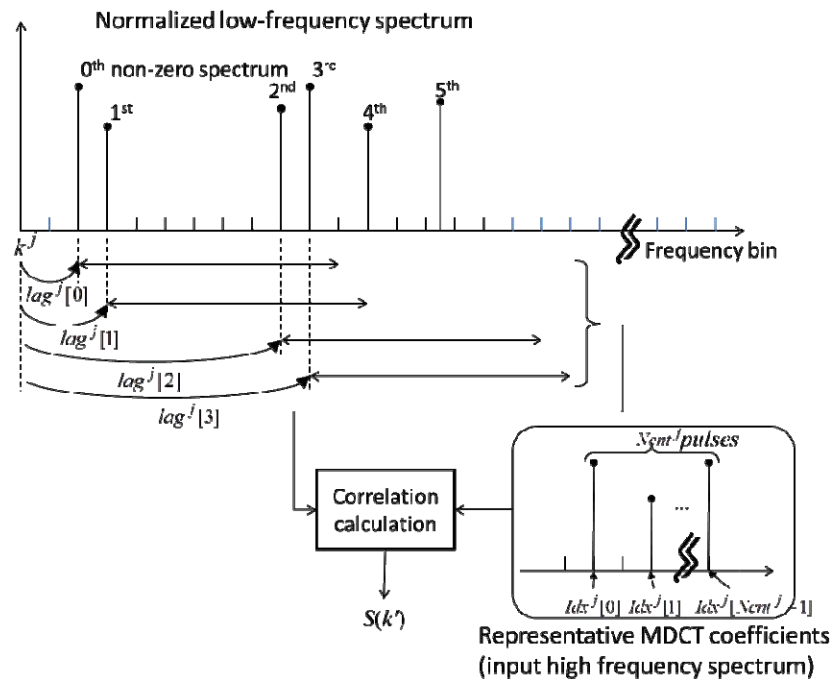 Normalized low-frequency spectrum
0th non-zero spectrum
3rc
2nd
1st
4th
5th
k^j
Frequency bin
lag^j[0]
lag^j[1]
lag^j[2]
lag^j[3]
Ncnt^j pulses
Correlation
calculation
...
Idx^j[0] Idx^j[1] Idx^j[Ncnt^j-1]
S(k')
Representative MDCT coefficients
(input high frequency spectrum)